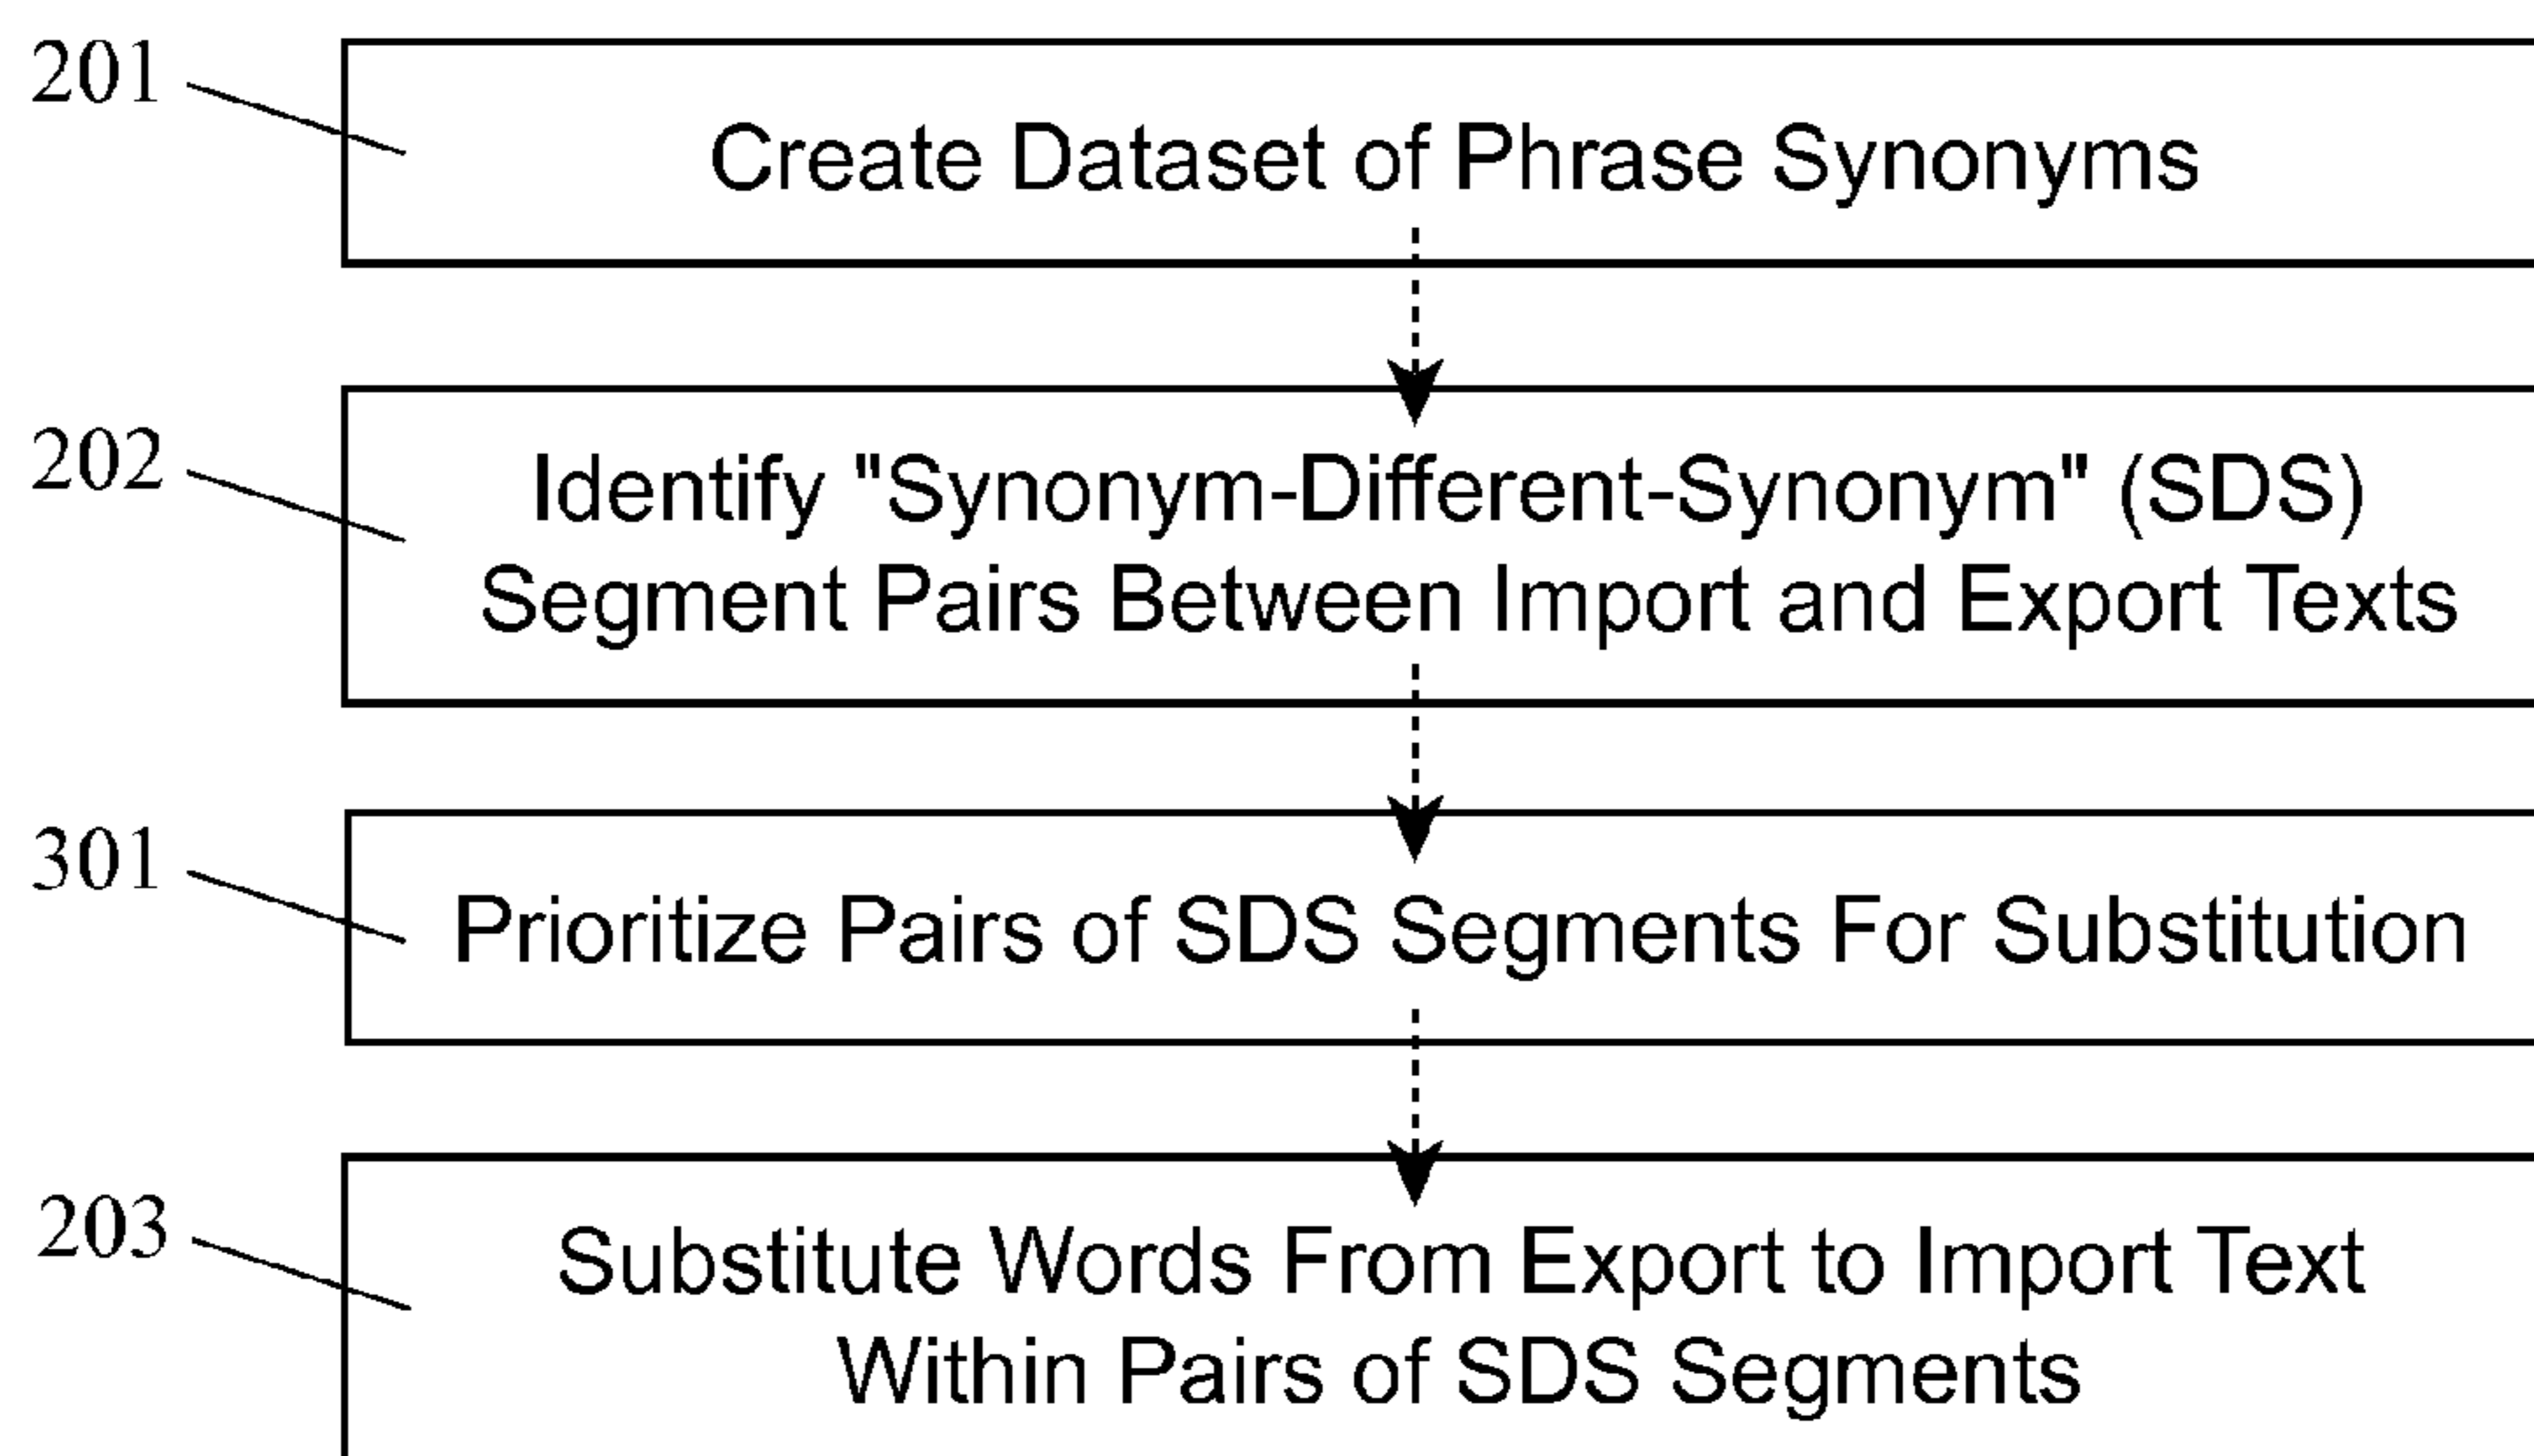 201
Create Dataset of Phrase Synonyms
202
Identify "Synonym-Different-Synonym" (SDS)
Segment Pairs Between Import and Export Texts
301
Prioritize Pairs of SDS Segments For Substitution
203
Substitute Words From Export to Import Text
Within Pairs of SDS Segments